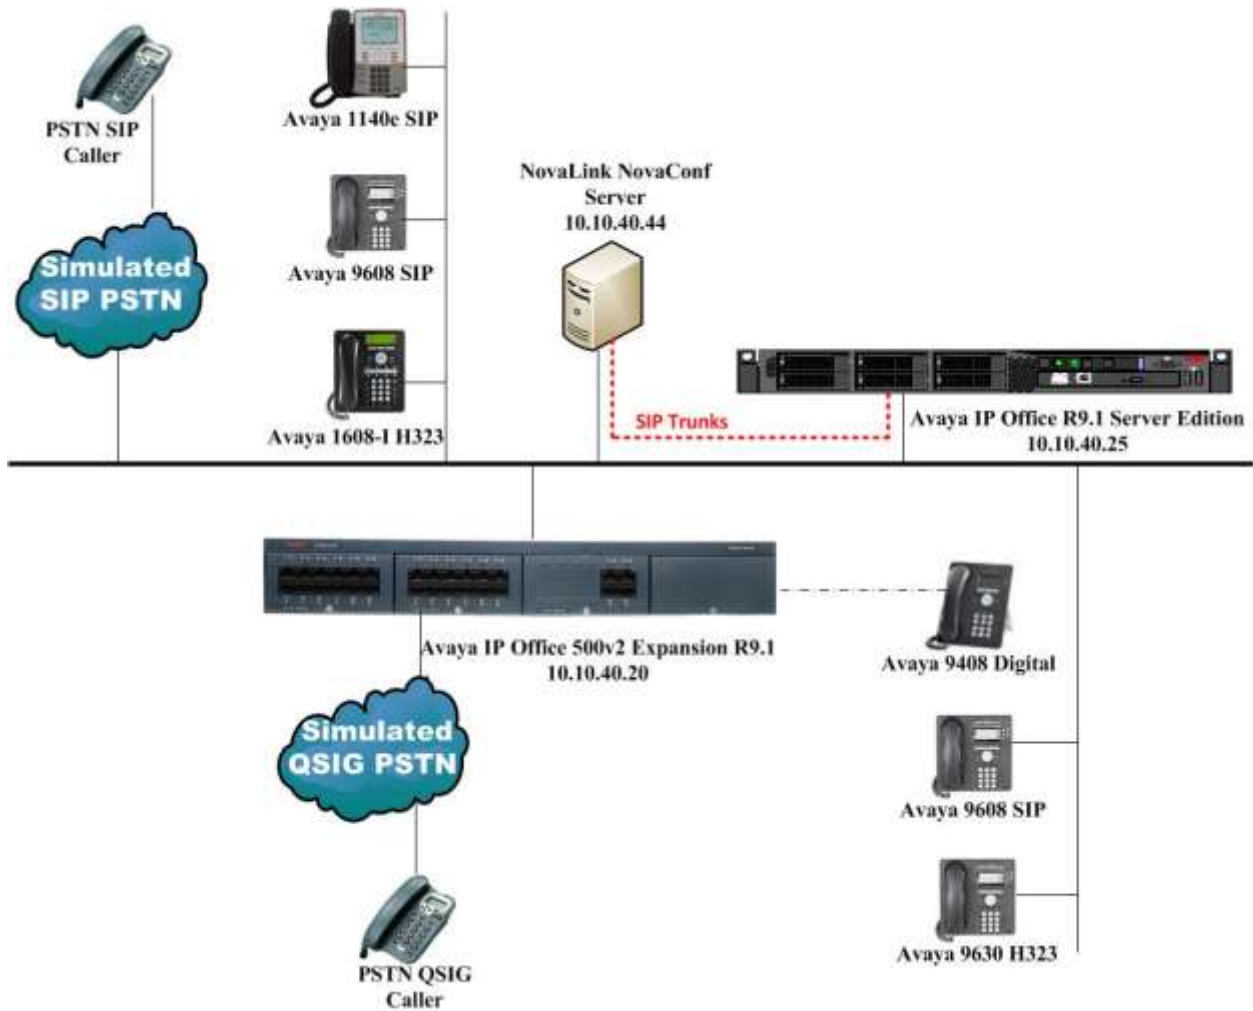 PSTN SIP
Caller
Simulated
SIP PSTN
Avaya 1140e SIP
Avaya 9608 SIP
Avaya 1608-I H323
NovaLink NovaConf
Server
10.10.40.44
SIP Trunks
Avaya IP Office R9.1 Server Edition
10.10.40.25
Avaya IP Office 500v2 Expansion R9.1
10.10.40.20
Simulated
QSIG PSTN
PSTN QSIG
Caller
Avaya 9408 Digital
Avaya 9608 SIP
Avaya 9630 H323